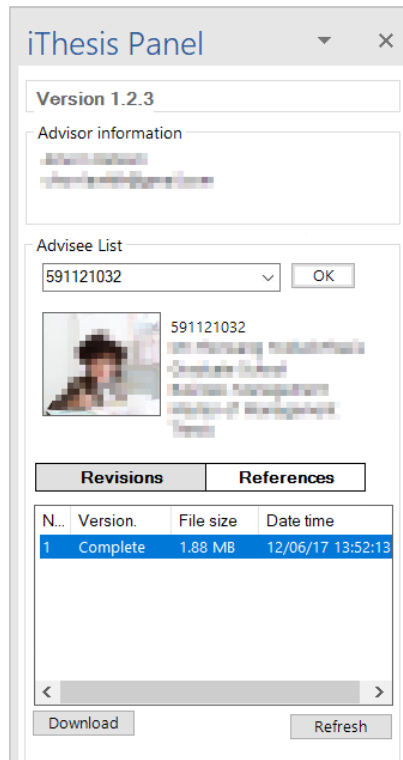 iThesis Panel
Version 1.2.3
Advisor information
Advisee List
591121032
OK
591121032
Revisions References
N... Version. File size Date time
1 Complete 1.88 MB 12/06/17 13:52:13
Download
Refresh